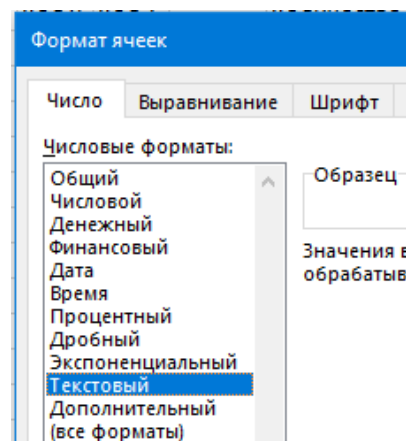 Формат ячеек
Число Выравнивание Шрифт
Числовые форматы:
Общий
Числовой
Денежный
Финансовый
Дата
Время
Процентный
Дробный
Экспоненциальный
Текстовый
Дополнительный
(все форматы)
Образец
Значения в
обрабатыв